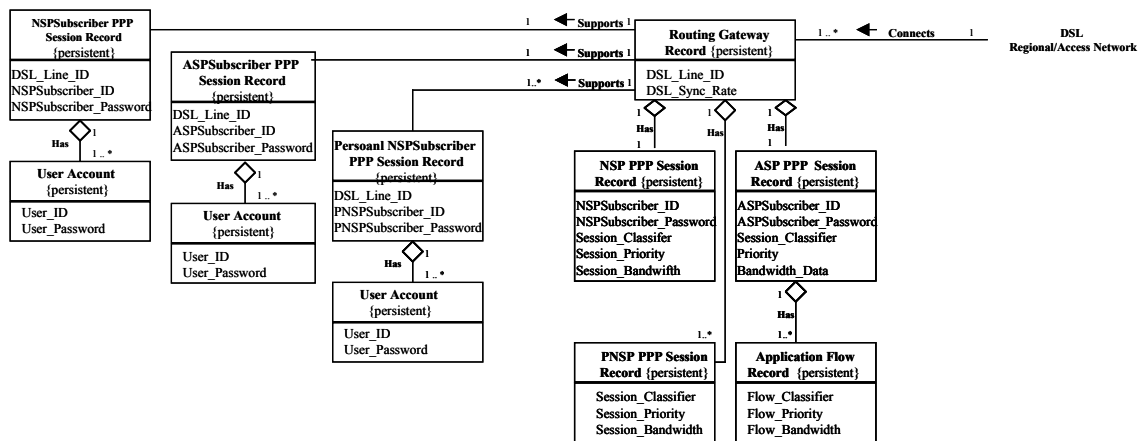 NSPSubscriber PPP
Session Record
{persistent}
DSL_Line_ID
NSPSubscriber_ID
NSPSubscriber_Password
1
Has
1 .. *
User Account
{persistent}
User_ID
User_Password
1
Supports
1
ASPSubscriber PPP
Session Record
{persistent}
DSL_Line_ID
ASPSubscriber_ID
ASPSubscriber_Password
1
Has
1 .. *
User Account
{persistent}
User_ID
User_Password
1
Supports
1
Persoanl NSPSubscriber
PPP Session Record
{persistent}
DSL_Line_ID
PNSPSubscriber_ID
PNSPSubscriber_Password
1
Has
1 .. *
User Account
{persistent}
User_ID
User_Password
1..*
Supports
1
Routing Gateway
Record {persistent}
DSL_Line_ID
DSL_Sync_Rate
1 .. *
Connects
1
DSL
Regional/Access Network
1
Has
1
NSP PPP Session
Record {persistent}
NSPSubscriber_ID
NSPSubscriber_Password
Session_Classifer
Session_Priority
Session_Bandwifth
1
Has
1
ASP PPP Session
Record {persistent}
ASPSubscriber_ID
ASPSubscriber_Password
Session_Classifier
Priority
Bandwidth_Data
1
1..*
PNSP PPP Session
Record {persistent}
Session_Classifier
Session_Priority
Session_Bandwidth
1
Has
1..*
Application Flow
Record {persistent}
Flow_Classifier
Flow_Priority
Flow_Bandwidth